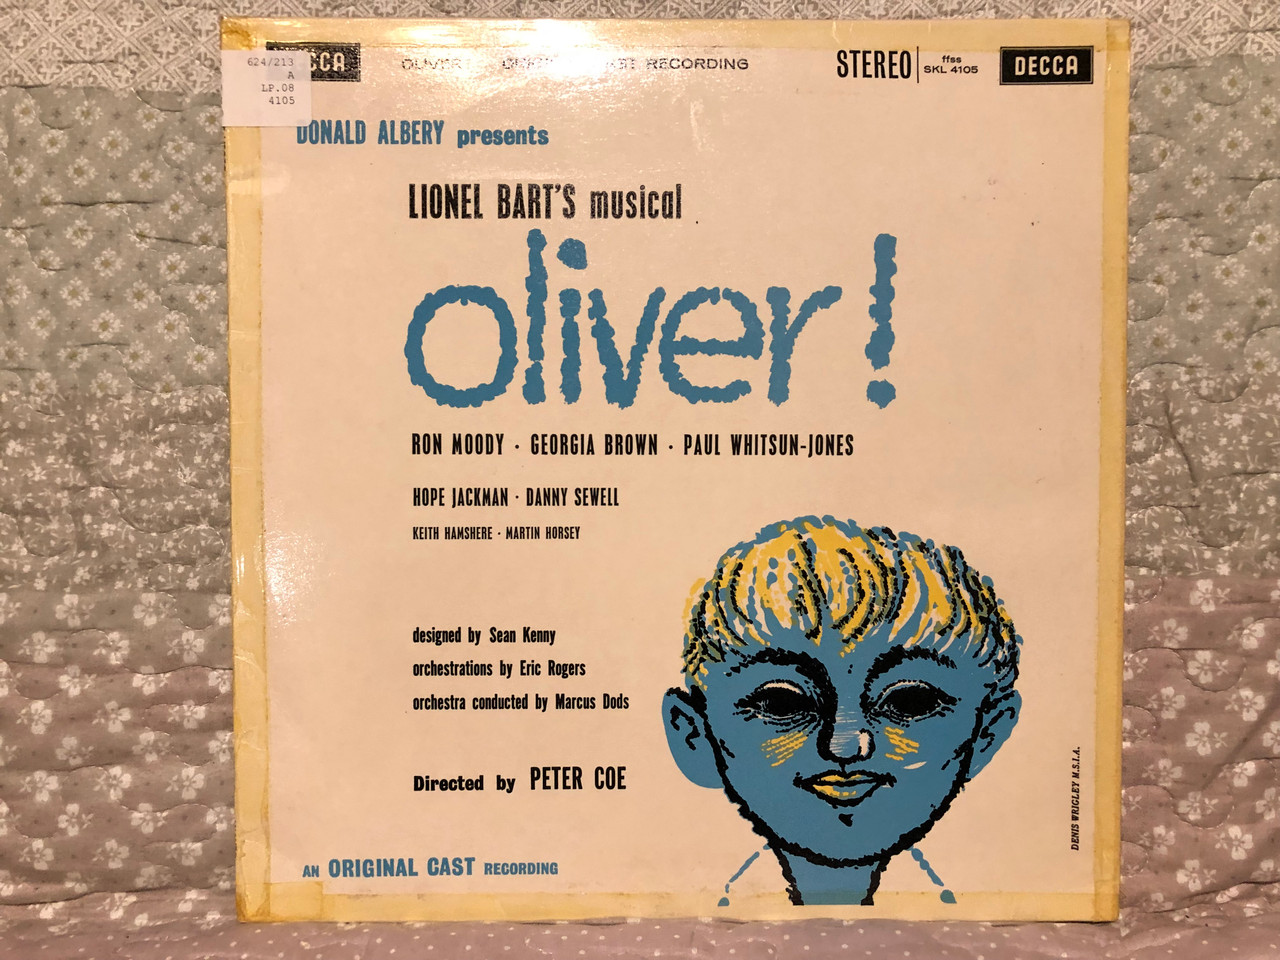 624/213
A
LP.08
4105
DECCA
OLIVER! ORIGINAL CAST RECORDING
STEREO
ffss
SKL 4105
DECCA
DONALD ALBERY presents
LIONEL BART'S musical
oliver!
RON MOODY · GEORGIA BROWN · PAUL WHITSUN-JONES
HOPE JACKMAN · DANNY SEWELL
KEITH HAMSHERE · MARTIN HORSEY
designed by Sean Kenny
orchestrations by Eric Rogers
orchestra conducted by Marcus Dods
Directed by PETER COE
AN ORIGINAL CAST RECORDING
DENIS WRIGLEY M.S.I.A.